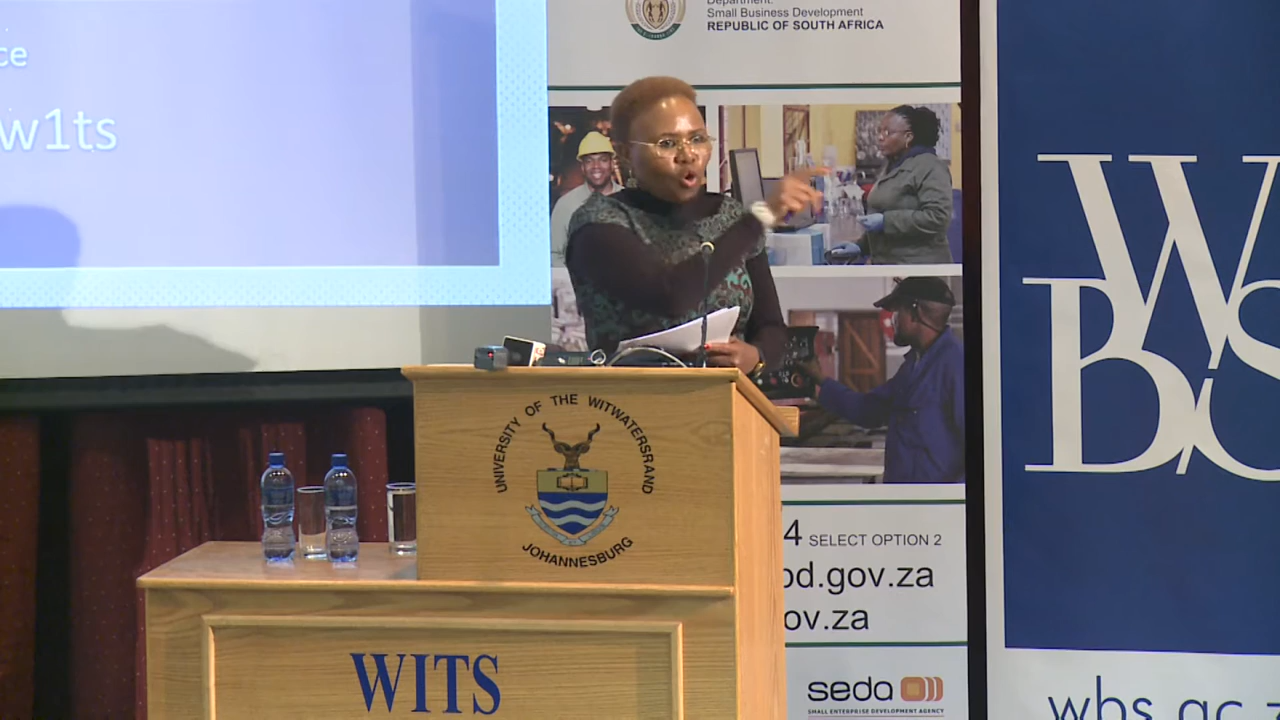 ce
w1ts
Department:
Small Business Development
REPUBLIC OF SOUTH AFRICA
WBS
UNIVERSITY OF THE WITWATERSRAND
JOHANNESBURG
WITS
4 SELECT OPTION 2
bd.gov.za
ov.za
seda
SMALL ENTERPRISE DEVELOPMENT AGENCY
wbs.ac.z